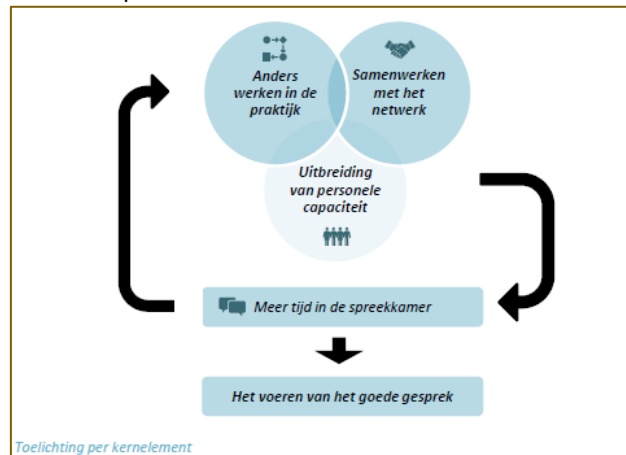 Anders
werken in de
praktijk
Samenwerken
met het
netwerk
Uitbreiding
van personele
capaciteit
Meer tijd in de spreekkamer
Het voeren van het goede gesprek
Toelichting per kernelement